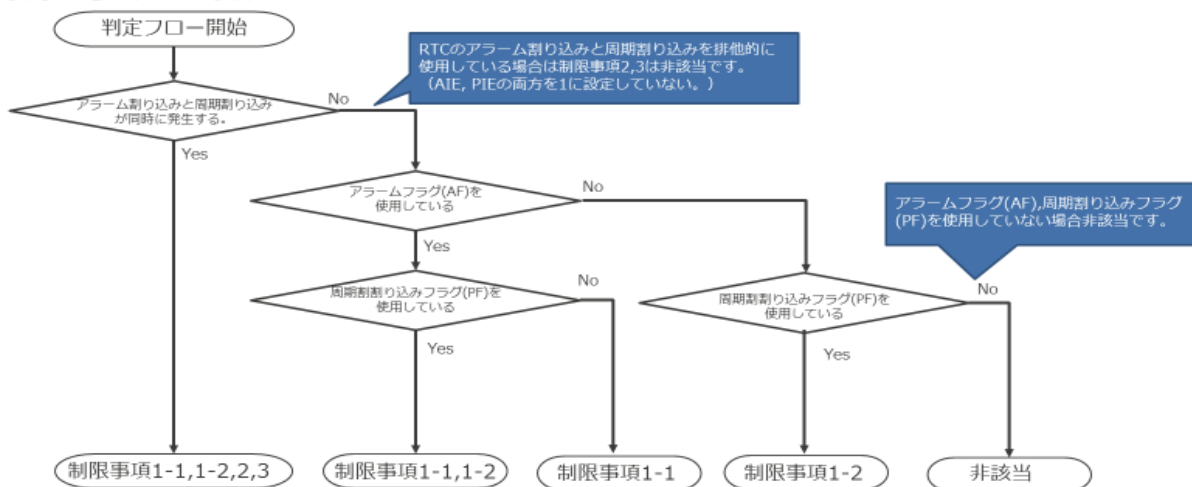 判定フロー開始
RTCのアラーム割り込みと周期割り込みを排他的に
使用している場合は制限事項2,3は非該当です。
（AIE, PIEの両方を1に設定していない。）
アラーム割り込みと周期割り込み
が同時に発生する。
No
Yes
アラームフラグ(AF)を
使用している
No
アラームフラグ(AF),周期割り込みフラグ
(PF)を使用していない場合非該当です。
Yes
周期割割り込みフラグ(PF)を
使用している
No
周期割割り込みフラグ(PF)を
使用している
No
Yes
Yes
制限事項1-1,1-2,2,3
制限事項1-1,1-2
制限事項1-1
制限事項1-2
非該当